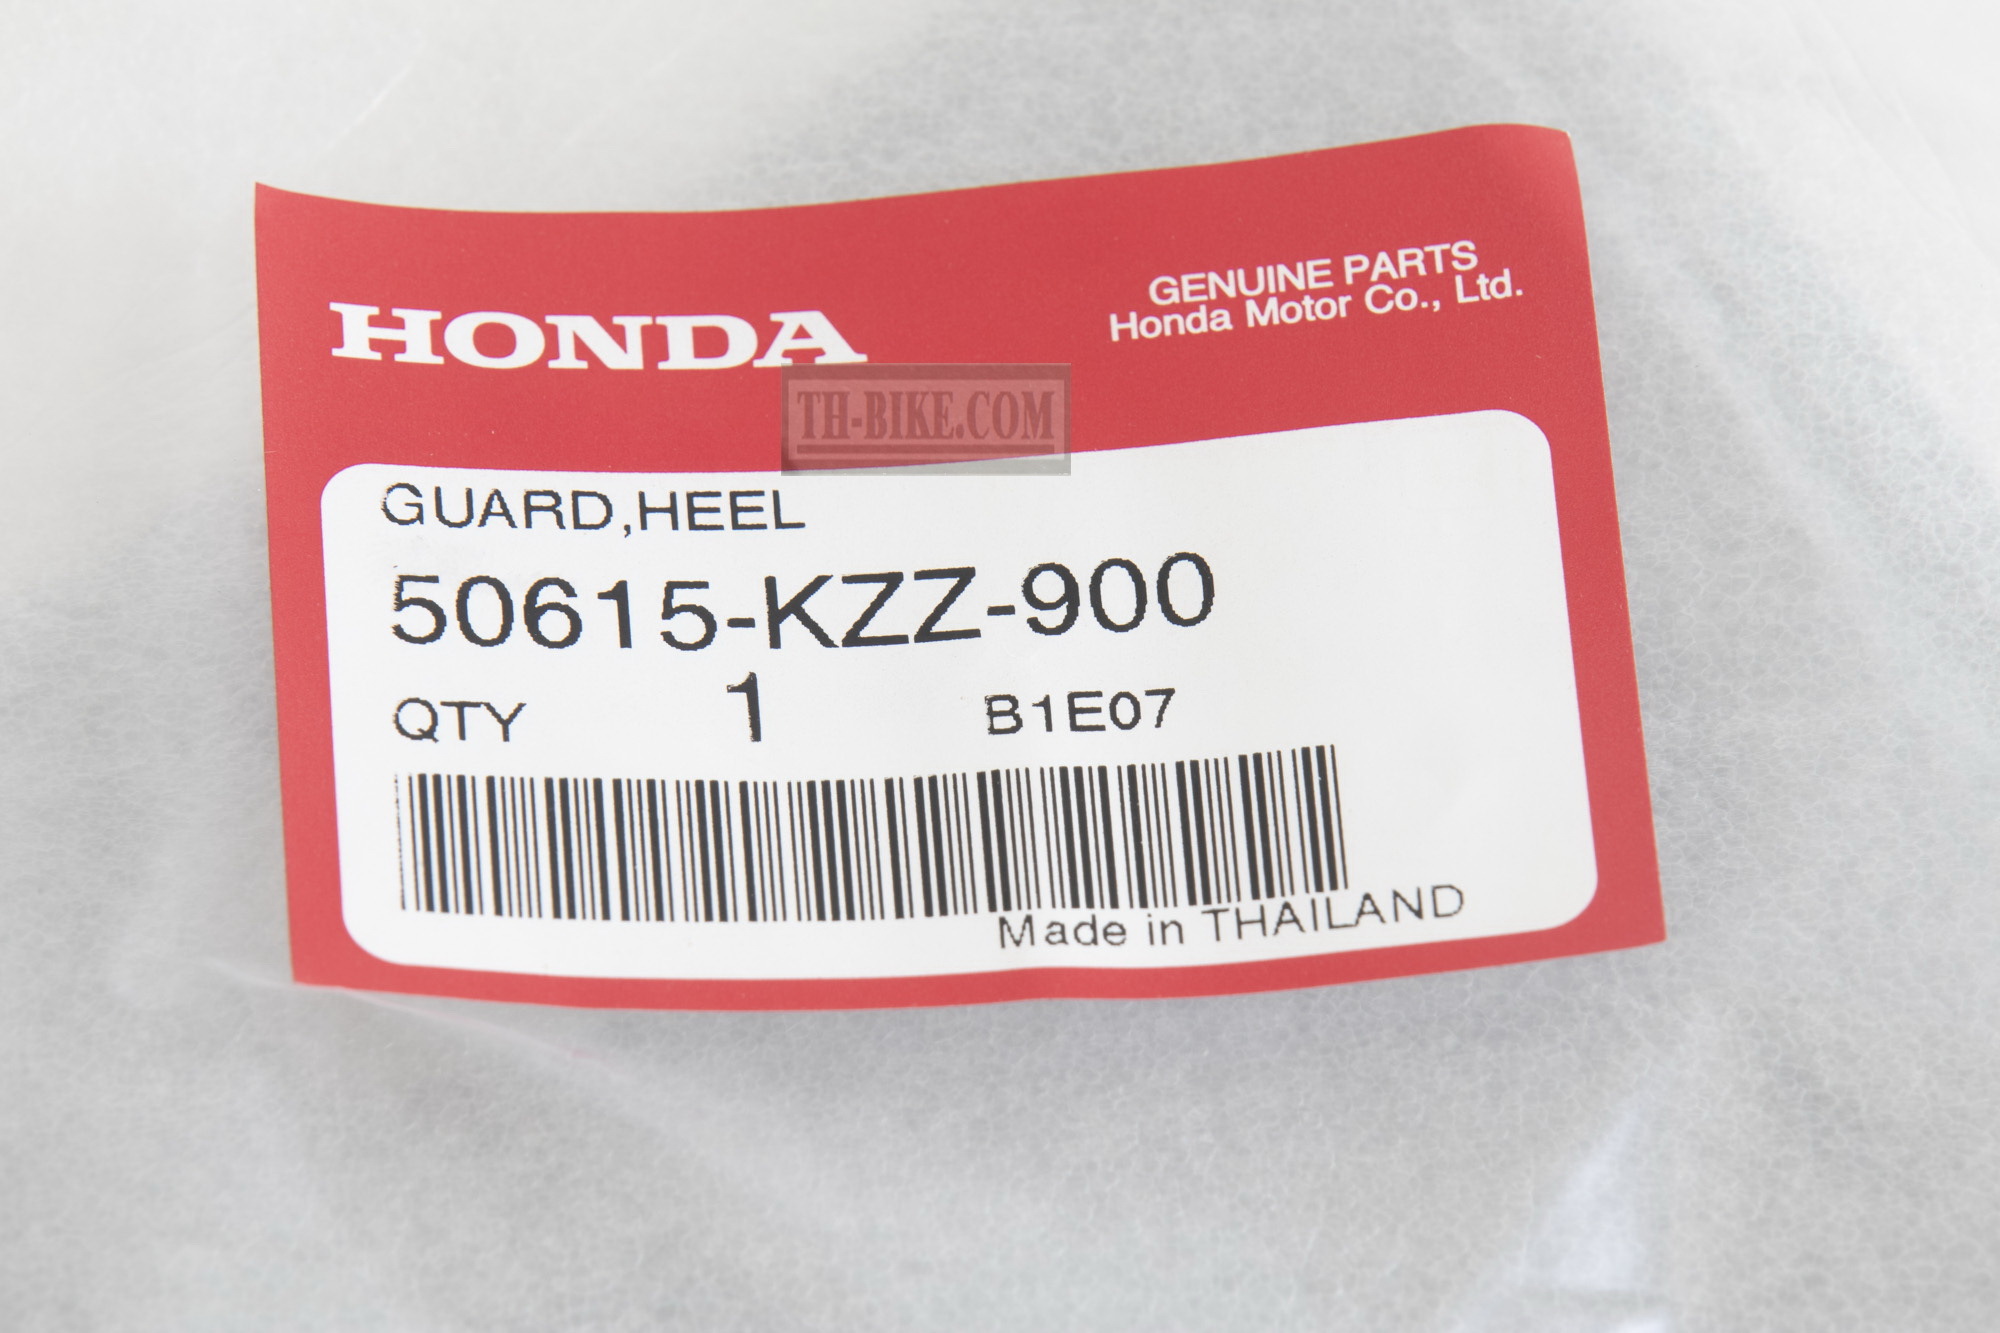 HONDA
GENUINE PARTS
Honda Motor Co., Ltd.
TH-BIKE.COM
GUARD,HEEL
50615-KZZ-900
QTY 1 B1E07
Made in THAILAND